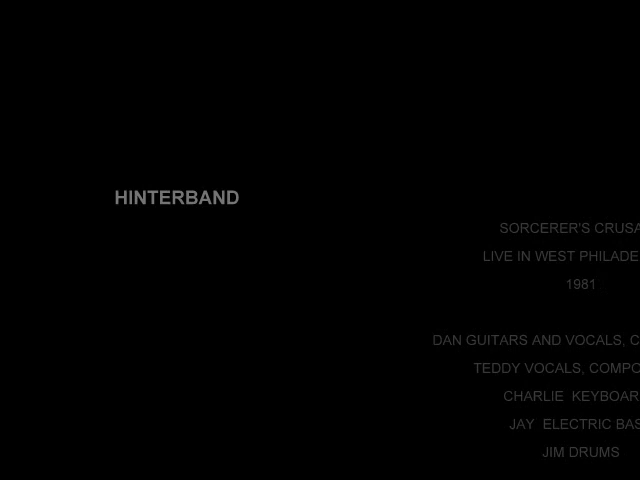 HINTERBAND
SORCERER'S CRUSA
LIVE IN WEST PHILADE
1981
DAN GUITARS AND VOCALS, C
TEDDY VOCALS, COMPO
CHARLIE  KEYBOAR
JAY  ELECTRIC BAS
JIM DRUMS